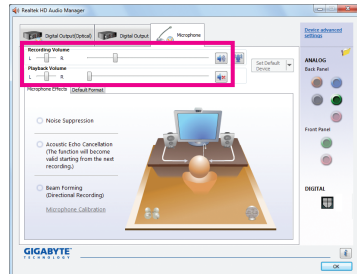 Realtek HD Audio Manager
Digital Output(Optical)
Digital Output
Microphone
Device advanced
settings
Recording Volume
L
R
Set Default
Device
Playback Volume
L
R
Microphone Effects
Default Format
ANALOG
Back Panel
Noise Suppression
Acoustic Echo Cancellation
(The function will become
valid starting from the next
recording.)
Front Panel
Beam Forming
(Directional Recording)
Microphone Calibration
DIGITAL
GIGABYTE
TECHNOLOGY
OK